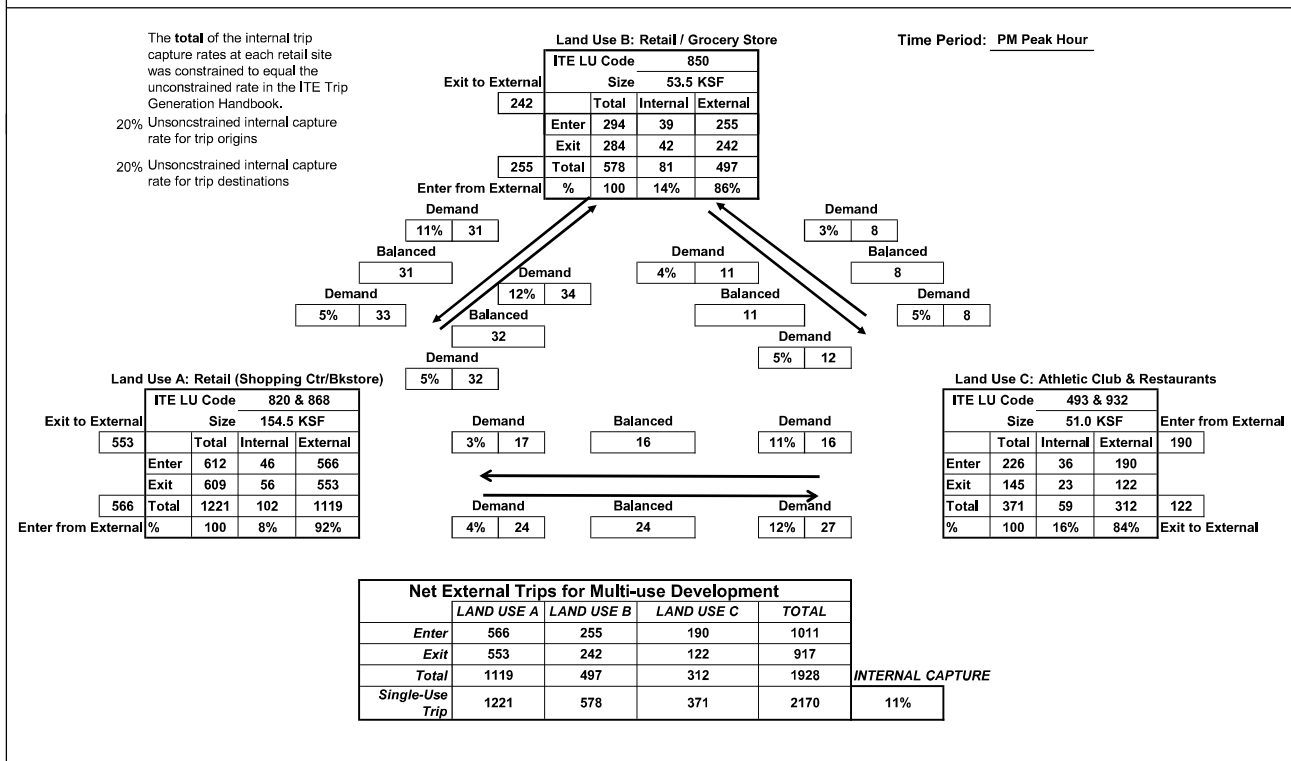 The total of the internal trip
capture rates at each retail site
was constrained to equal the
unconstrained rate in the ITE Trip
Generation Handbook.
20% Unsoncstrained internal capture
rate for trip origins
20% Unsoncstrained internal capture
rate for trip destinations
Time Period: PM Peak Hour
Land Use B: Retail / Grocery Store
ITE LU Code 850
Exit to External Size 53.5 KSF
242 Total Internal External
Enter 294 39 255
Exit 284 42 242
255 Total 578 81 497
Enter from External % 100 14% 86%
Demand
11% 31
Balanced
31
Demand
5% 33
Demand
12% 34
Balanced
32
Demand
5% 32
Demand
4% 11
Balanced
11
Demand
5% 12
Demand
3% 8
Balanced
8
Demand
5% 8
Land Use A: Retail (Shopping Ctr/Bkstore)
ITE LU Code 820 & 868
Exit to External Size 154.5 KSF
553 Total Internal External
Enter 612 46 566
Exit 609 56 553
566 Total 1221 102 1119
Enter from External % 100 8% 92%
Demand Balanced Demand
3% 17 16 11% 16
Demand Balanced Demand
4% 24 24 12% 27
Land Use C: Athletic Club & Restaurants
ITE LU Code 493 & 932
Size 51.0 KSF Enter from External
Total Internal External 190
Enter 226 36 190
Exit 145 23 122
Total 371 59 312 122
% 100 16% 84% Exit to External
Net External Trips for Multi-use Development
LAND USE A LAND USE B LAND USE C TOTAL
Enter 566 255 190 1011
Exit 553 242 122 917
Total 1119 497 312 1928 INTERNAL CAPTURE
Single-Use
Trip 1221 578 371 2170 11%